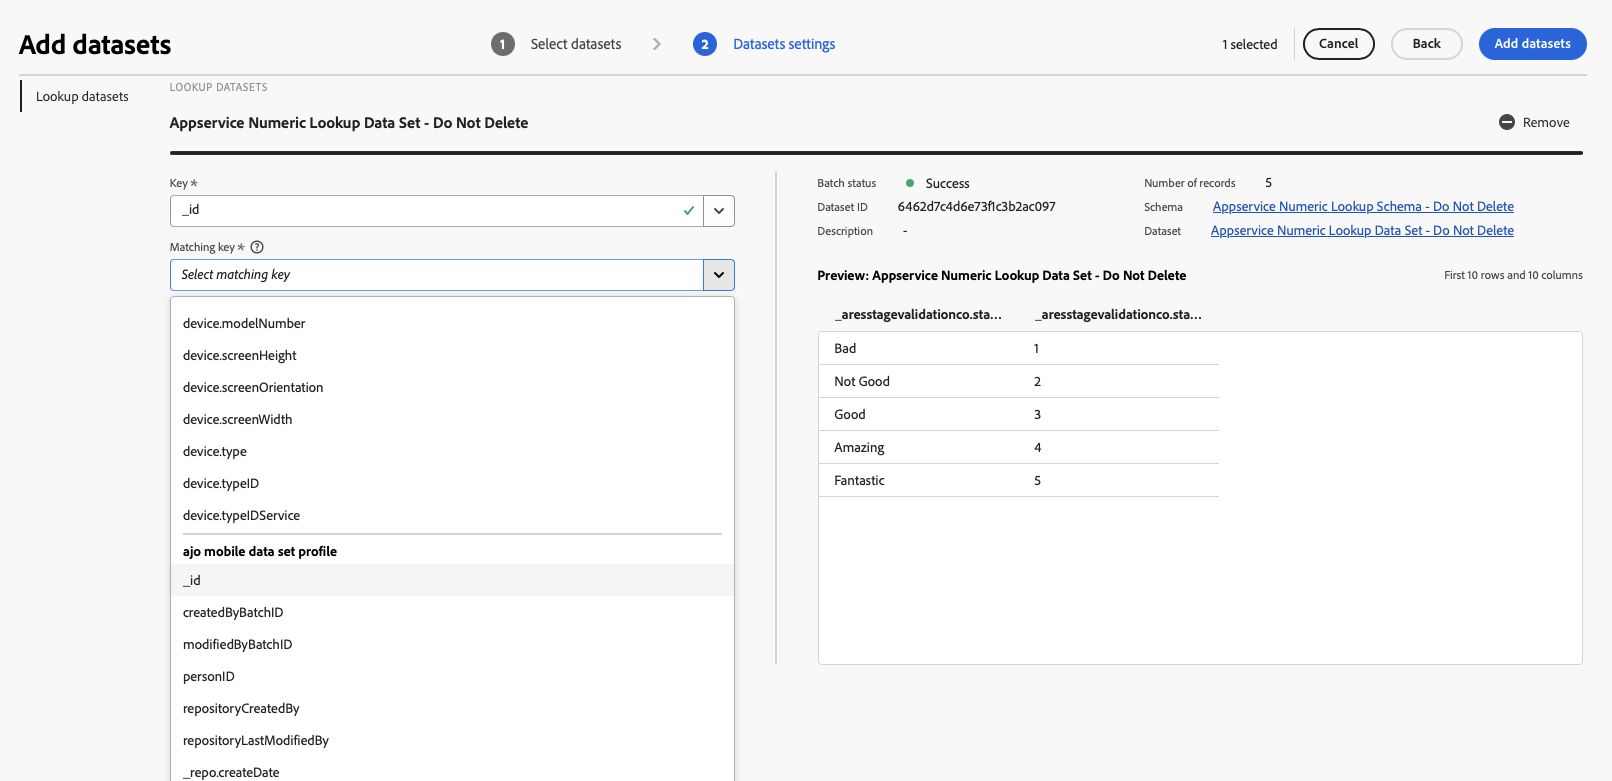 Add datasets
1 Select datasets
2 Datasets settings
1 selected
Cancel
Back
Add datasets
Lookup datasets
LOOKUP DATASETS
Appservice Numeric Lookup Data Set - Do Not Delete
Remove
Key *
_id
Matching key * ?
Select matching key
device.modelNumber
device.screenHeight
device.screenOrientation
device.screenWidth
device.type
device.typeID
device.typeIDService
ajo mobile data set profile
_id
createdByBatchID
modifiedByBatchID
personID
repositoryCreatedBy
repositoryLastModifiedBy
_repo.createDate
Batch status Success
Dataset ID 6462d7c4d6e73f1c3b2ac097
Description -
Number of records 5
Schema Appservice Numeric Lookup Schema - Do Not Delete
Dataset Appservice Numeric Lookup Data Set - Do Not Delete
Preview: Appservice Numeric Lookup Data Set - Do Not Delete
First 10 rows and 10 columns
_aresstagevalidationco.sta... _aresstagevalidationco.sta...
Bad 1
Not Good 2
Good 3
Amazing 4
Fantastic 5